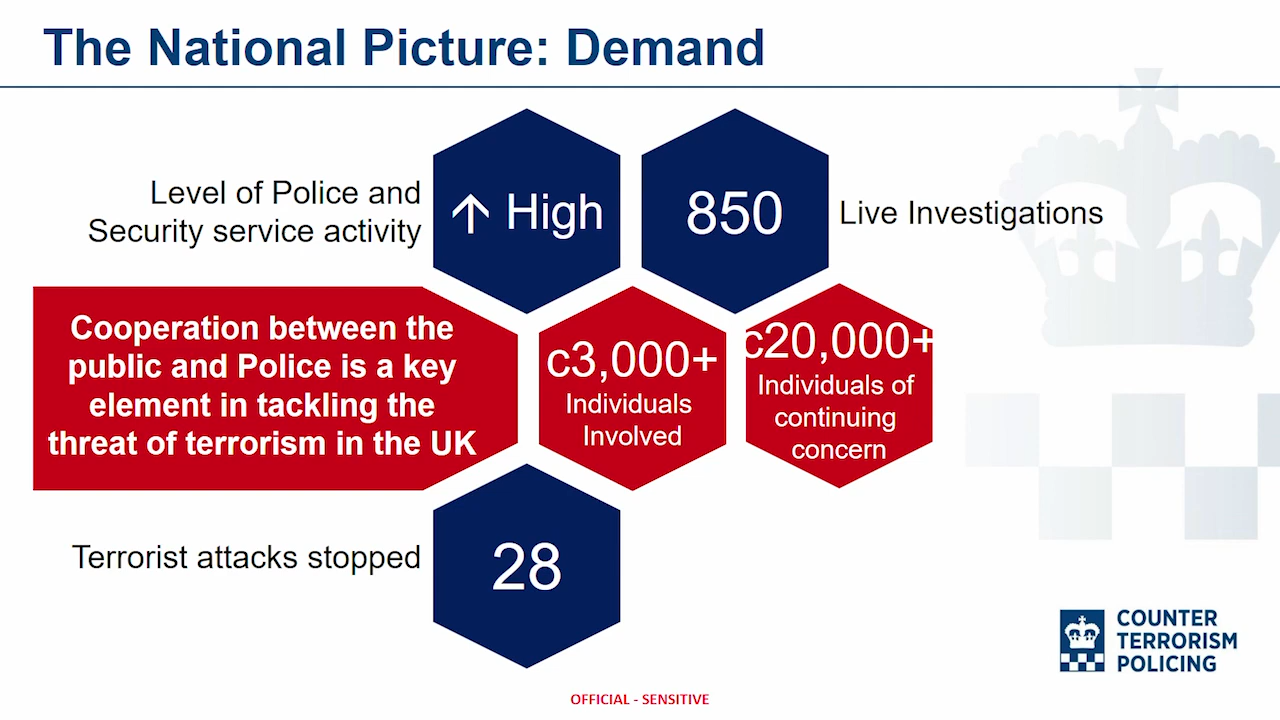 The National Picture: Demand
Level of Police and
Security service activity
↑ High
850
Live Investigations
Cooperation between the
public and Police is a key
element in tackling the
threat of terrorism in the UK
c3,000+
Individuals
Involved
c20,000+
Individuals of
continuing
concern
Terrorist attacks stopped
28
COUNTER
TERRORISM
POLICING
OFFICIAL - SENSITIVE